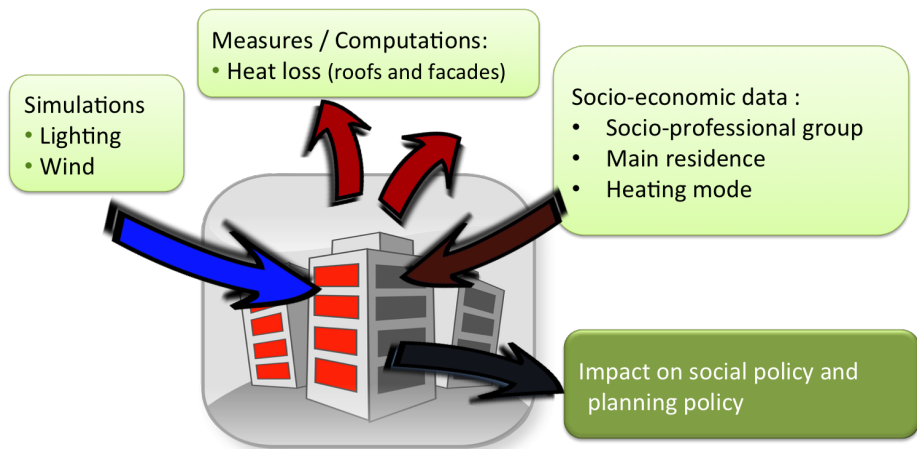 Measures / Computations:
• Heat loss (roofs and facades)
Simulations
• Lighting
• Wind
Socio-economic data :
• Socio-professional group
• Main residence
• Heating mode
Impact on social policy and
planning policy